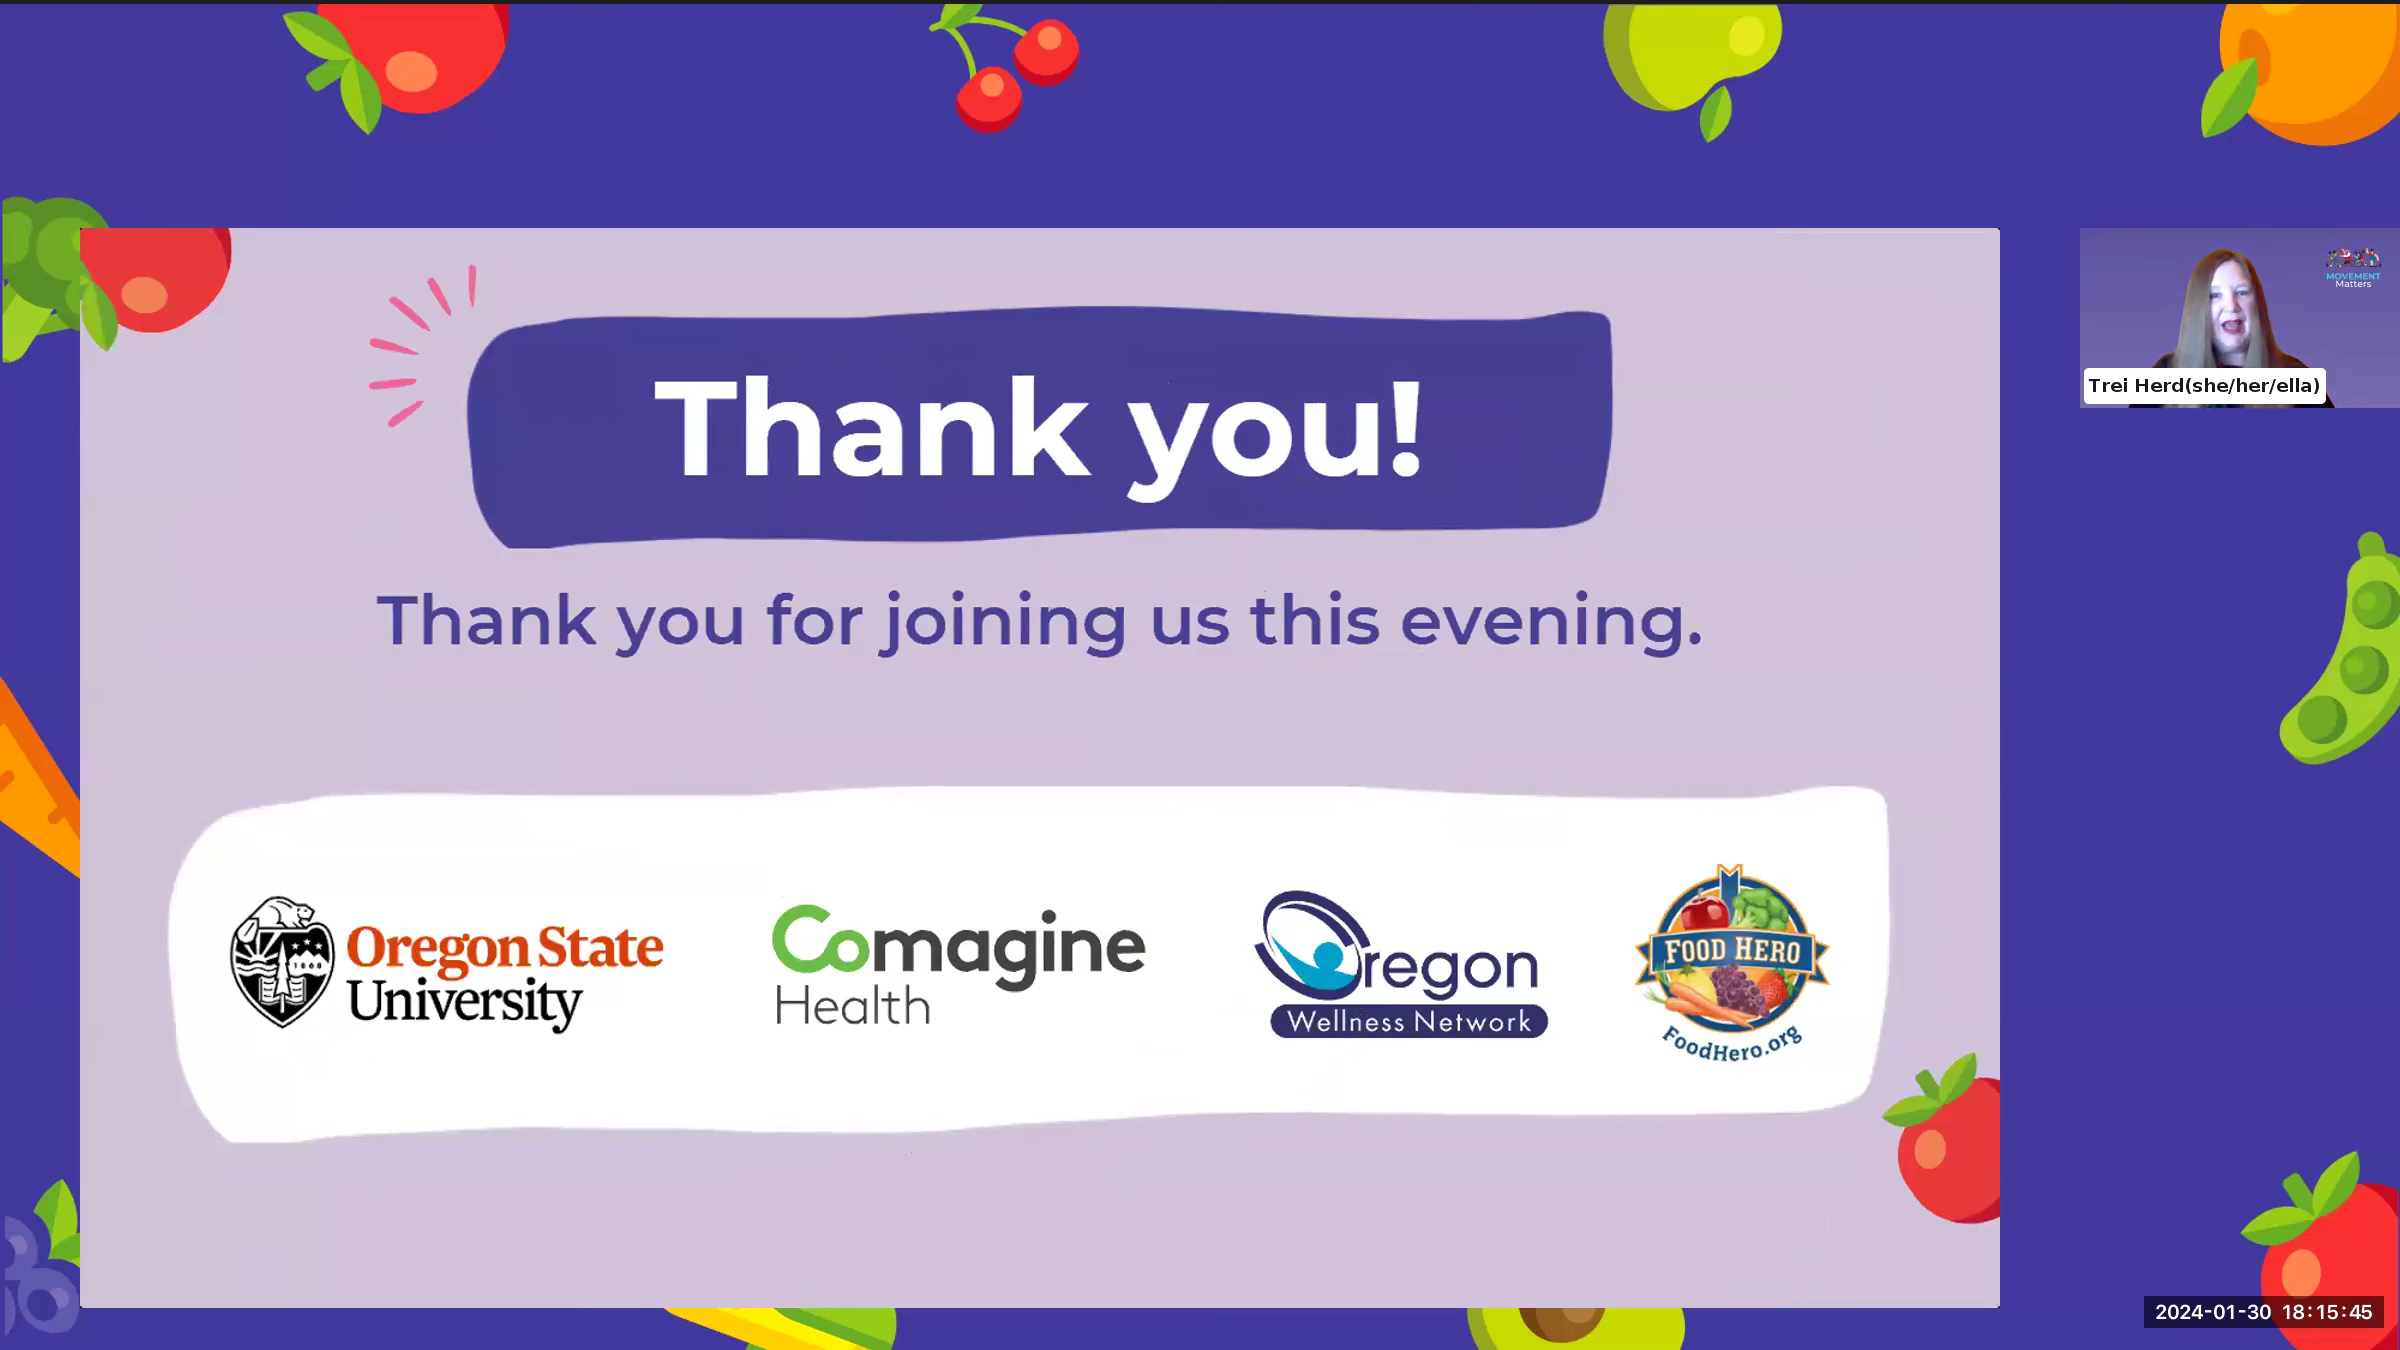 MOVEMENT
Matters
Trei Herd(she/her/ella)
Thank you!
Thank you for joining us this evening.
Oregon State
University
1868
Comagine
Health
Oregon
Wellness Network
FOOD HERO
FoodHero.org
2024-01-30 18:15:45